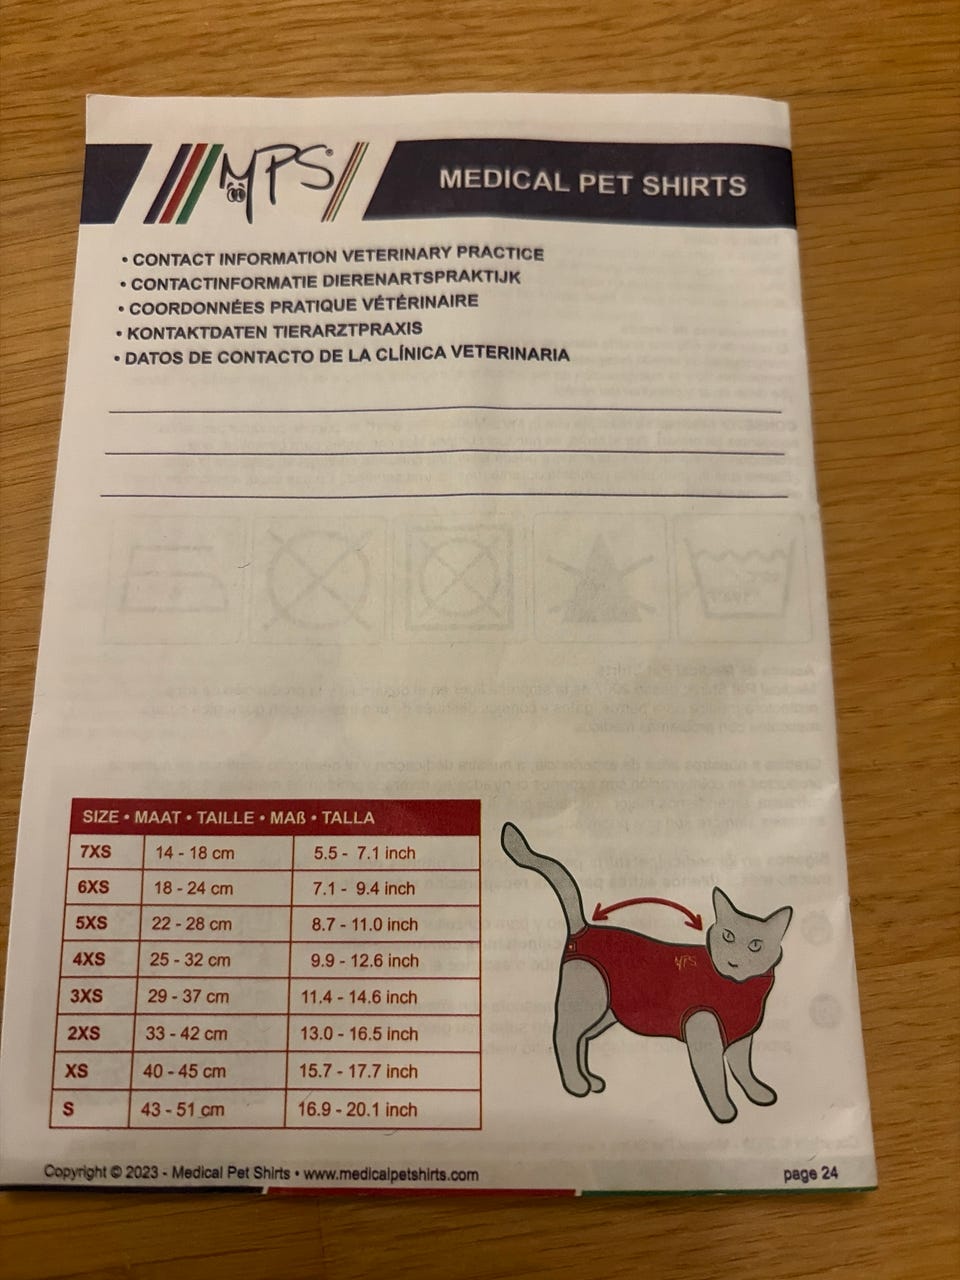 MPS®
MEDICAL PET SHIRTS
• CONTACT INFORMATION VETERINARY PRACTICE
• CONTACTINFORMATIE DIERENARTSPRAKTIJK
• COORDONNÉES PRATIQUE VÉTÉRINAIRE
• KONTAKTDATEN TIERARZTPRAXIS
• DATOS DE CONTACTO DE LA CLÍNICA VETERINARIA
SIZE • MAAT • TAILLE • MAß • TALLA
7XS 14 - 18 cm 5.5 - 7.1 inch
6XS 18 - 24 cm 7.1 - 9.4 inch
5XS 22 - 28 cm 8.7 - 11.0 inch
4XS 25 - 32 cm 9.9 - 12.6 inch
3XS 29 - 37 cm 11.4 - 14.6 inch
2XS 33 - 42 cm 13.0 - 16.5 inch
XS 40 - 45 cm 15.7 - 17.7 inch
S 43 - 51 cm 16.9 - 20.1 inch
MPS
Copyright © 2023 - Medical Pet Shirts • www.medicalpetshirts.com
page 24